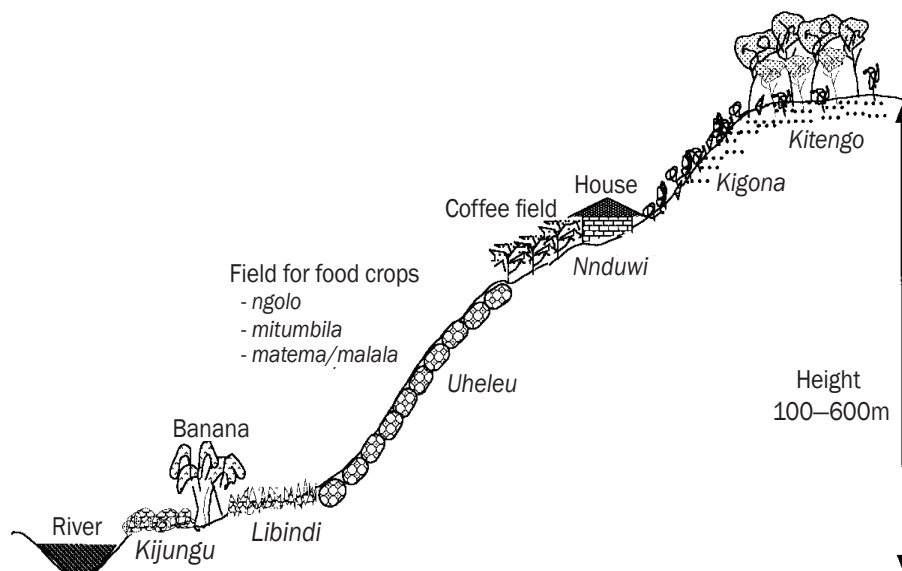 Kitengo
Kigona
House
Coffee field
Nnduwi
Field for food crops
- ngolo
- mitumbila
- matema/malala
Uheleu
Height
100–600m
Banana
River
Kijungu
Libindi